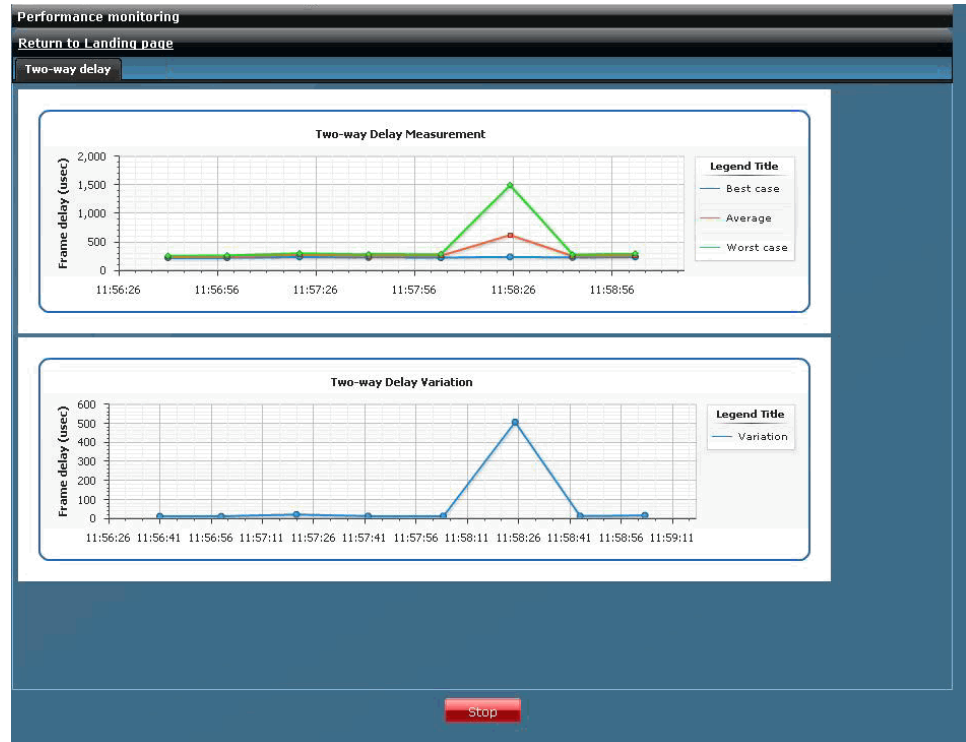 Performance monitoring
Return to Landing page
Two-way delay
Two-way Delay Measurement
Frame delay (usec)
2,000
1,500
1,000
500
0
11:56:26 11:56:56 11:57:26 11:57:56 11:58:26 11:58:56
Legend Title
Best case
Average
Worst case
Two-way Delay Variation
Frame delay (usec)
600
500
400
300
200
100
0
11:56:26 11:56:41 11:56:56 11:57:11 11:57:26 11:57:41 11:57:56 11:58:11 11:58:26 11:58:41 11:58:56 11:59:11
Legend Title
Variation
Stop